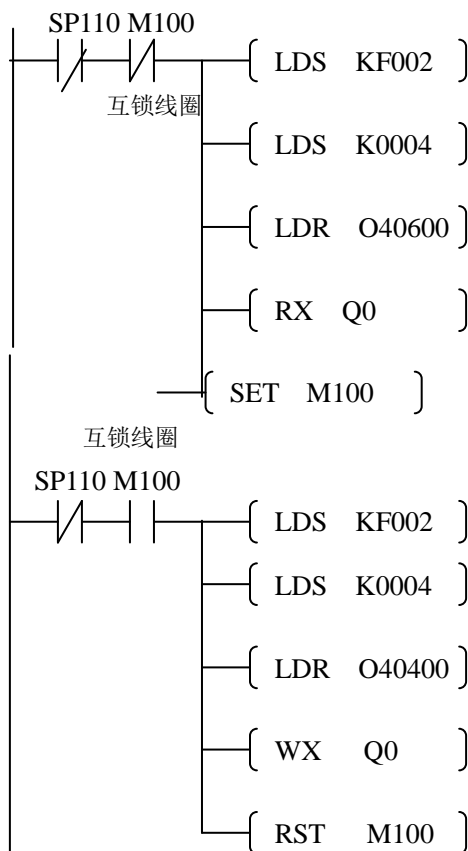 SP110 M100
LDS KF002
互锁线圈
LDS K0004
LDR O40600
RX Q0
SET M100
互锁线圈
SP110 M100
LDS KF002
LDS K0004
LDR O40400
WX Q0
RST M100